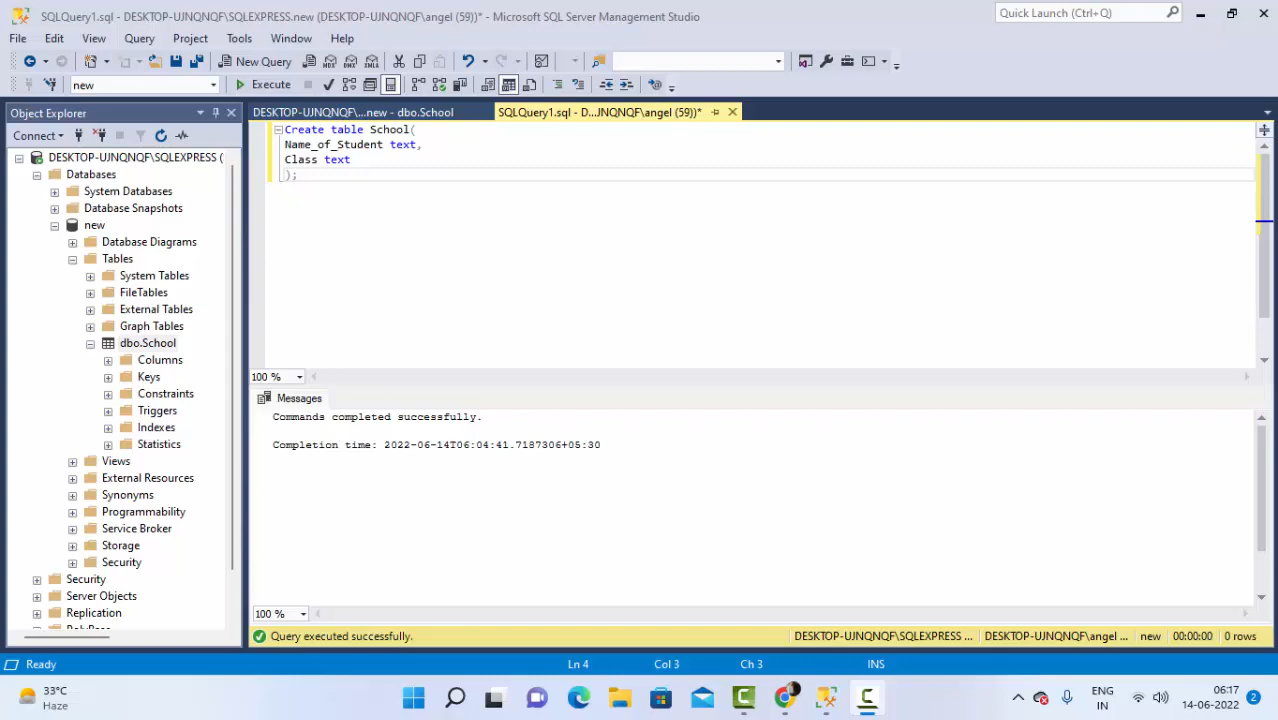 SQLQuery1.sql - DESKTOP-UJNQNQF\SQLEXPRESS.new (DESKTOP-UJNQNQF\angel (59))* - Microsoft SQL Server Management Studio
Quick Launch (Ctrl+Q)
File Edit View Query Project Tools Window Help
New Query
MDX DMX XMLA DAX
new
Execute
Object Explorer
DESKTOP-UJNQNQF\...new - dbo.School
SQLQuery1.sql - D...JNQNQF\angel (59))*
Connect
DESKTOP-UJNQNQF\SQLEXPRESS (
Databases
System Databases
Database Snapshots
new
Database Diagrams
Tables
System Tables
FileTables
External Tables
Graph Tables
dbo.School
Columns
Keys
Constraints
Triggers
Indexes
Statistics
Views
External Resources
Synonyms
Programmability
Service Broker
Storage
Security
Security
Server Objects
Replication
Create table School(
Name_of_Student text,
Class text
);
100 %
Messages
Commands completed successfully.
Completion time: 2022-06-14T06:04:41.7187306+05:30
100 %
Query executed successfully.
DESKTOP-UJNQNQF\SQLEXPRESS ...
DESKTOP-UJNQNQF\angel ...
new
00:00:00
0 rows
Ready
Ln 4
Col 3
Ch 3
INS
33°C
Haze
ENG
IN
06:17
14-06-2022
2